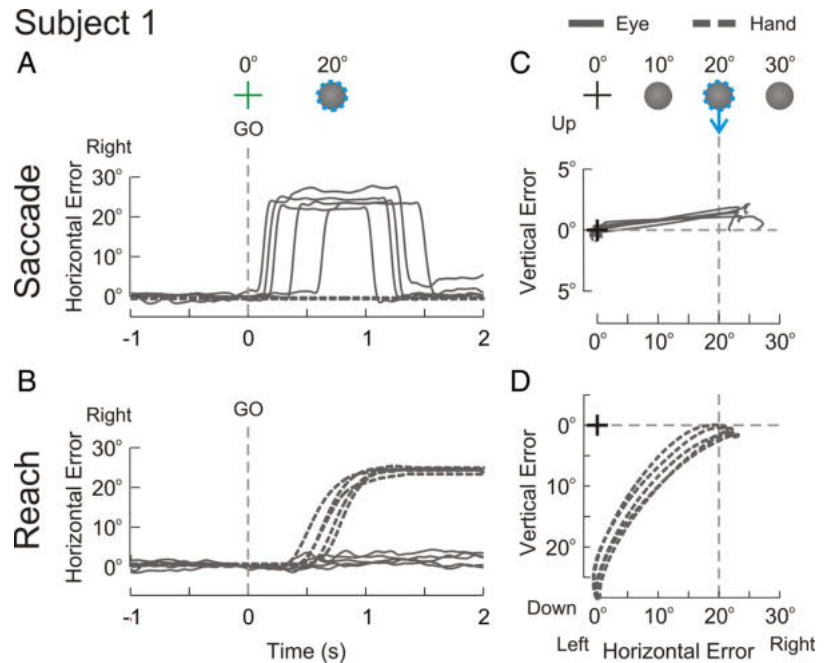 Subject 1
Eye
Hand
A
0°
20°
C
0°
10°
20°
30°
GO
Up
Right
Saccade
Horizontal Error
30°
20°
10°
0°
-1
0
1
2
Vertical Error
5°
0°
5°
0°
10°
20°
30°
B
GO
D
Right
Reach
Horizontal Error
30°
20°
10°
0°
-1
0
1
2
Time (s)
Vertical Error
0°
10°
20°
Down
0°
10°
20°
30°
Left
Horizontal Error
Right